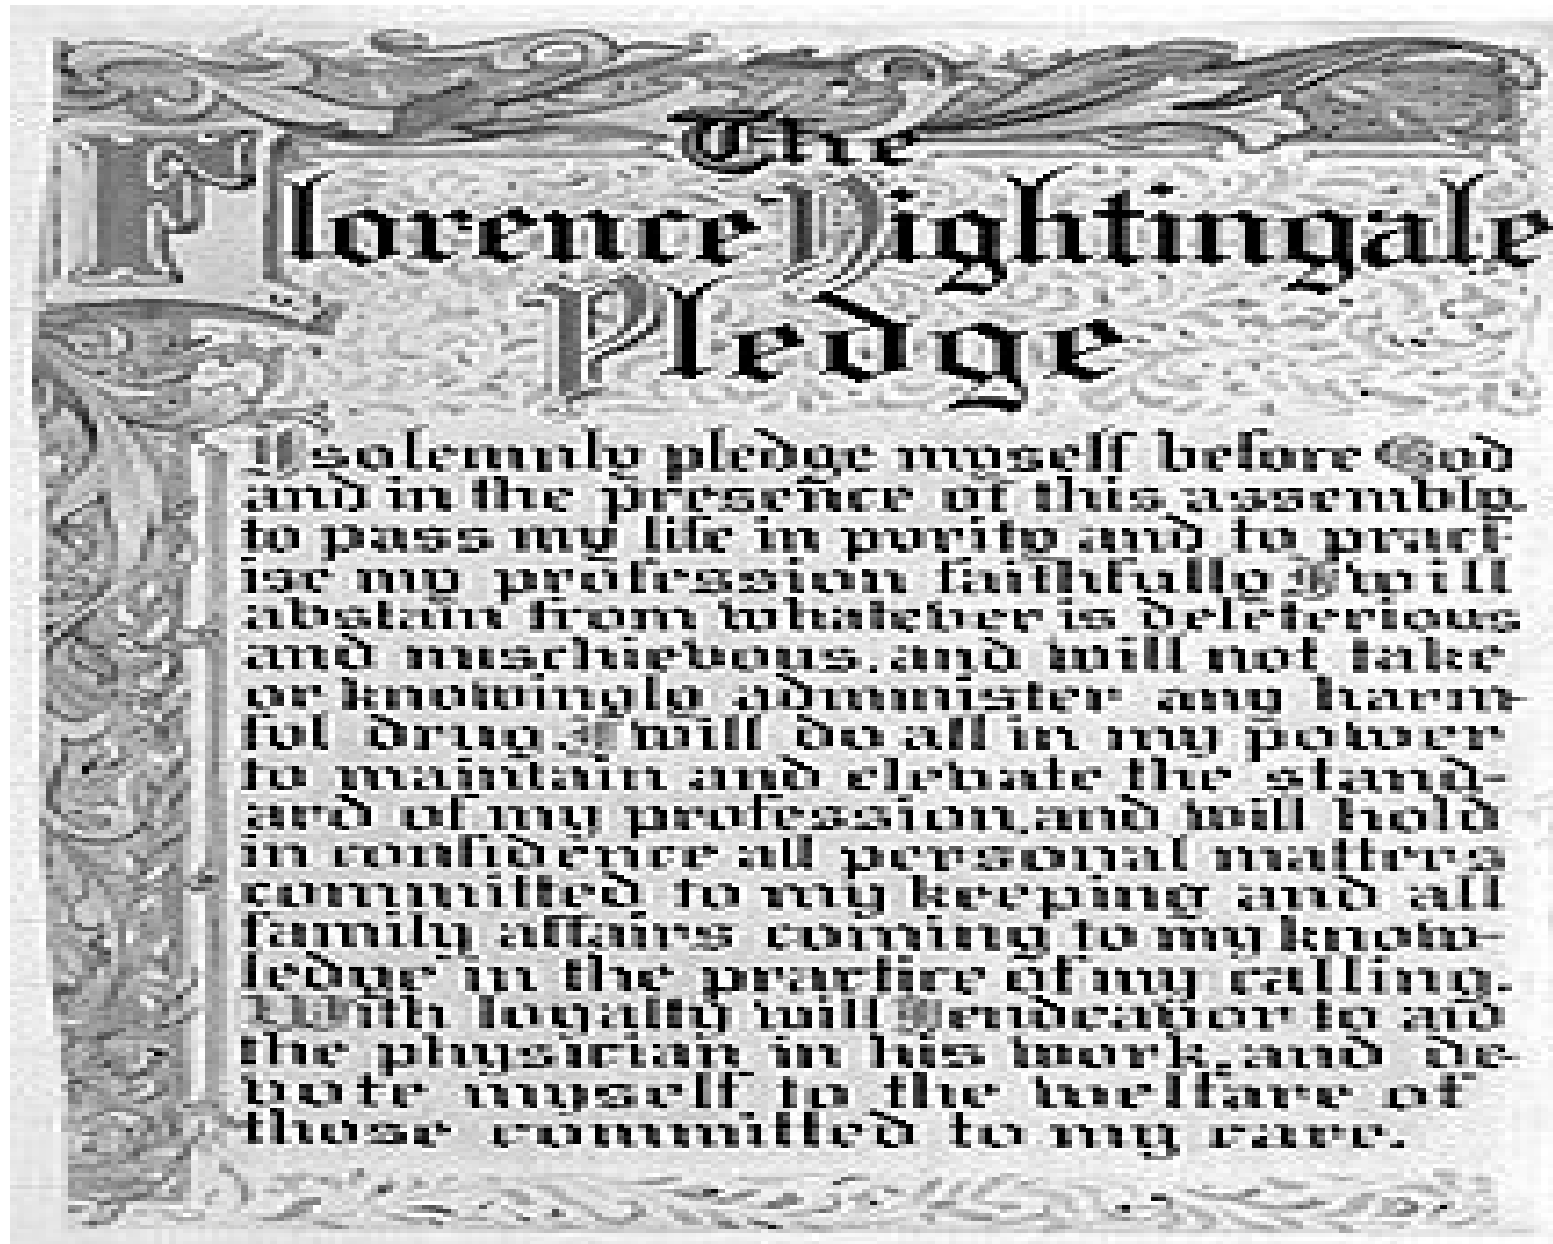 The
Florence Nightingale
Pledge
I solemnly pledge myself before God
and in the presence of this assembly
to pass my life in purity and to pract
ise my profession faithfully I will
abstain from whatever is deleterious
and mischievous, and will not take
or knowingly administer any harm-
ful drug. I will do all in my power
to maintain and elevate the stand-
ard of my profession, and will hold
in confidence all personal matters
committed to my keeping and all
family affairs coming to my know-
ledge in the practice of my calling.
With loyalty will I endeavor to aid
the physician in his work, and de-
vote myself to the welfare of
those committed to my care.